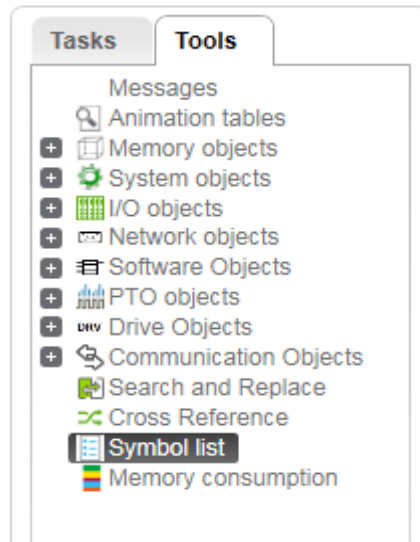 Tasks Tools
Messages
Animation tables
Memory objects
System objects
I/O objects
Network objects
Software Objects
PTO objects
DRV Drive Objects
Communication Objects
Search and Replace
Cross Reference
Symbol list
Memory consumption